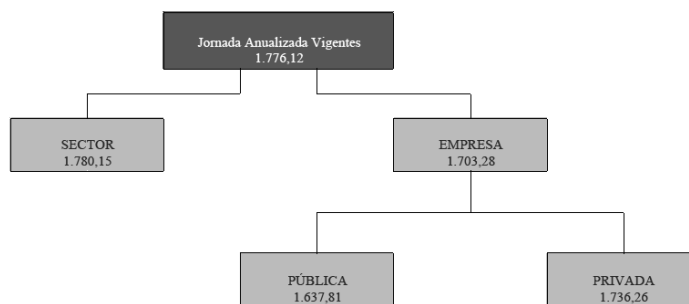 Jornada Anualizada Vigentes
1.776,12
SECTOR
1.780,15
EMPRESA
1.703,28
PÚBLICA
1.637,81
PRIVADA
1.736,26